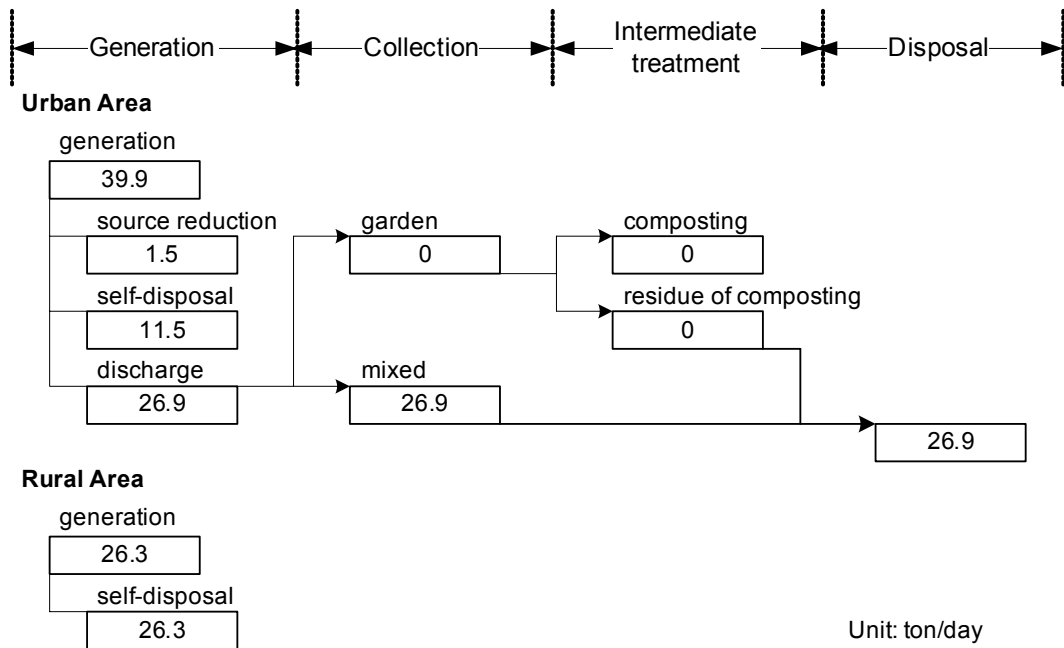 Generation
Collection
Intermediate
treatment
Disposal
Urban Area
generation
39.9
source reduction
1.5
self-disposal
11.5
discharge
26.9
garden
0
mixed
26.9
composting
0
residue of composting
0
26.9
Rural Area
generation
26.3
self-disposal
26.3
Unit: ton/day